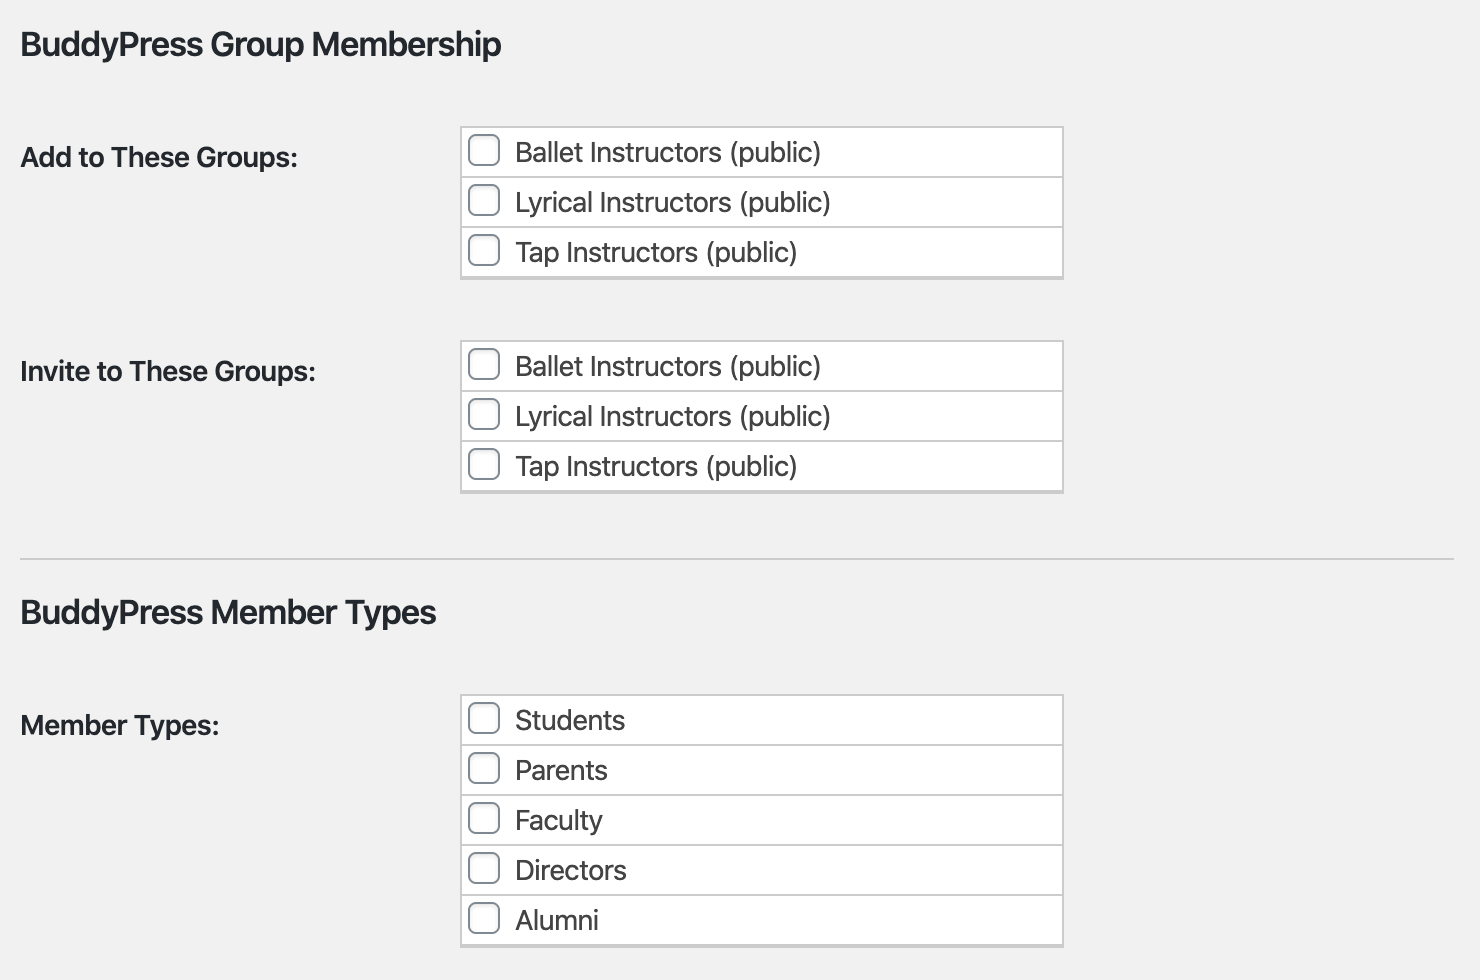 BuddyPress Group Membership
Add to These Groups:
Ballet Instructors (public)
Lyrical Instructors (public)
Tap Instructors (public)
Invite to These Groups:
Ballet Instructors (public)
Lyrical Instructors (public)
Tap Instructors (public)
BuddyPress Member Types
Member Types:
Students
Parents
Faculty
Directors
Alumni